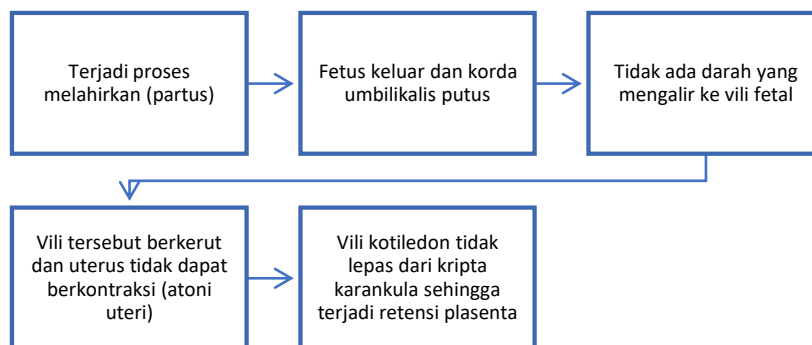 Terjadi proses
melahirkan (partus)
Fetus keluar dan korda
umbilikalis putus
Tidak ada darah yang
mengalir ke vili fetal
Vili tersebut berkerut
dan uterus tidak dapat
berkontraksi (atoni
uteri)
Vili kotiledon tidak
lepas dari kripta
karankula sehingga
terjadi retensi plasenta